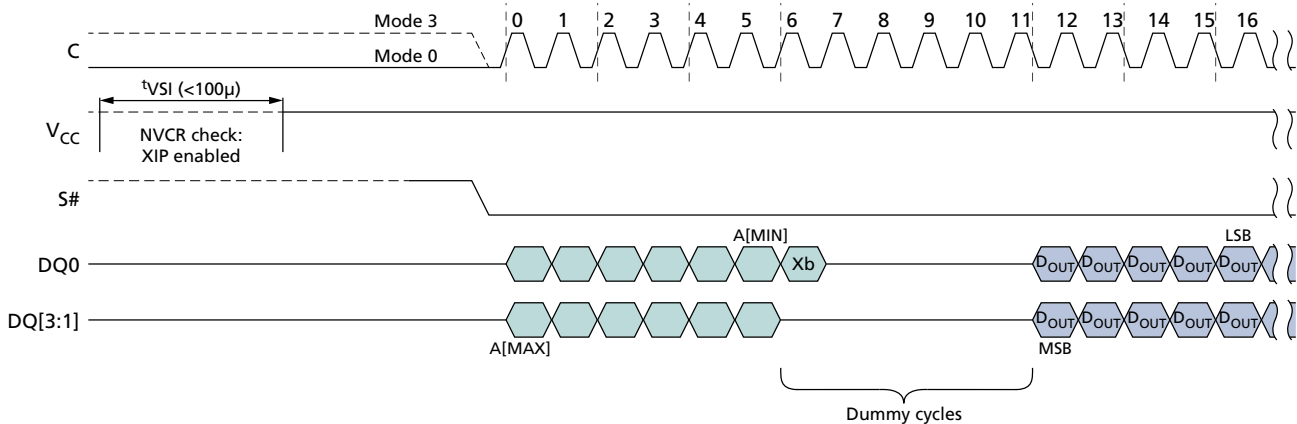 Mode 3
0 1 2 3 4 5 6 7 8 9 10 11 12 13 14 15 16
C
Mode 0
tVSI (<100µ)
VCC
NVCR check:
XIP enabled
S#
A[MIN]
LSB
DQ0
Xb
DOUT DOUT DOUT DOUT DOUT
DQ[3:1]
DOUT DOUT DOUT DOUT DOUT
A[MAX]
MSB
Dummy cycles